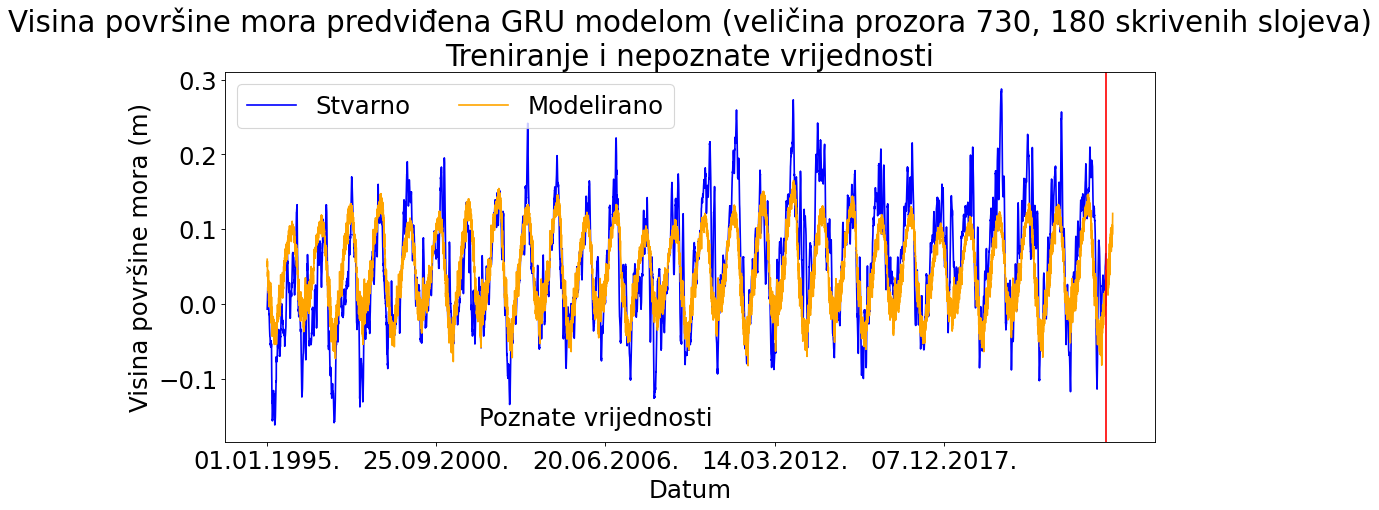 Visina površine mora predviđena GRU modelom (veličina prozora 730, 180 skrivenih slojeva)
Treniranje i nepoznate vrijednosti
Stvarno Modelirano
Visina površine mora (m)
0.3
0.2
0.1
0.0
−0.1
Poznate vrijednosti
01.01.1995. 25.09.2000. 20.06.2006. 14.03.2012. 07.12.2017.
Datum